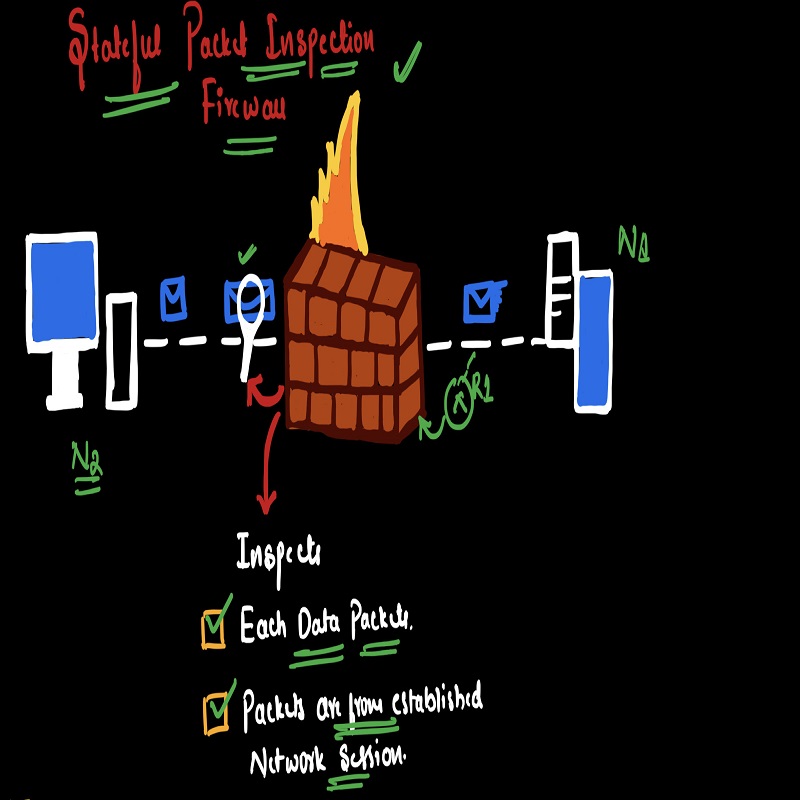 Stateful Packet Inspection
Firewall
N1
R1
N2
Inspects
Each Data Packets.
Packets are from established
Network Session.